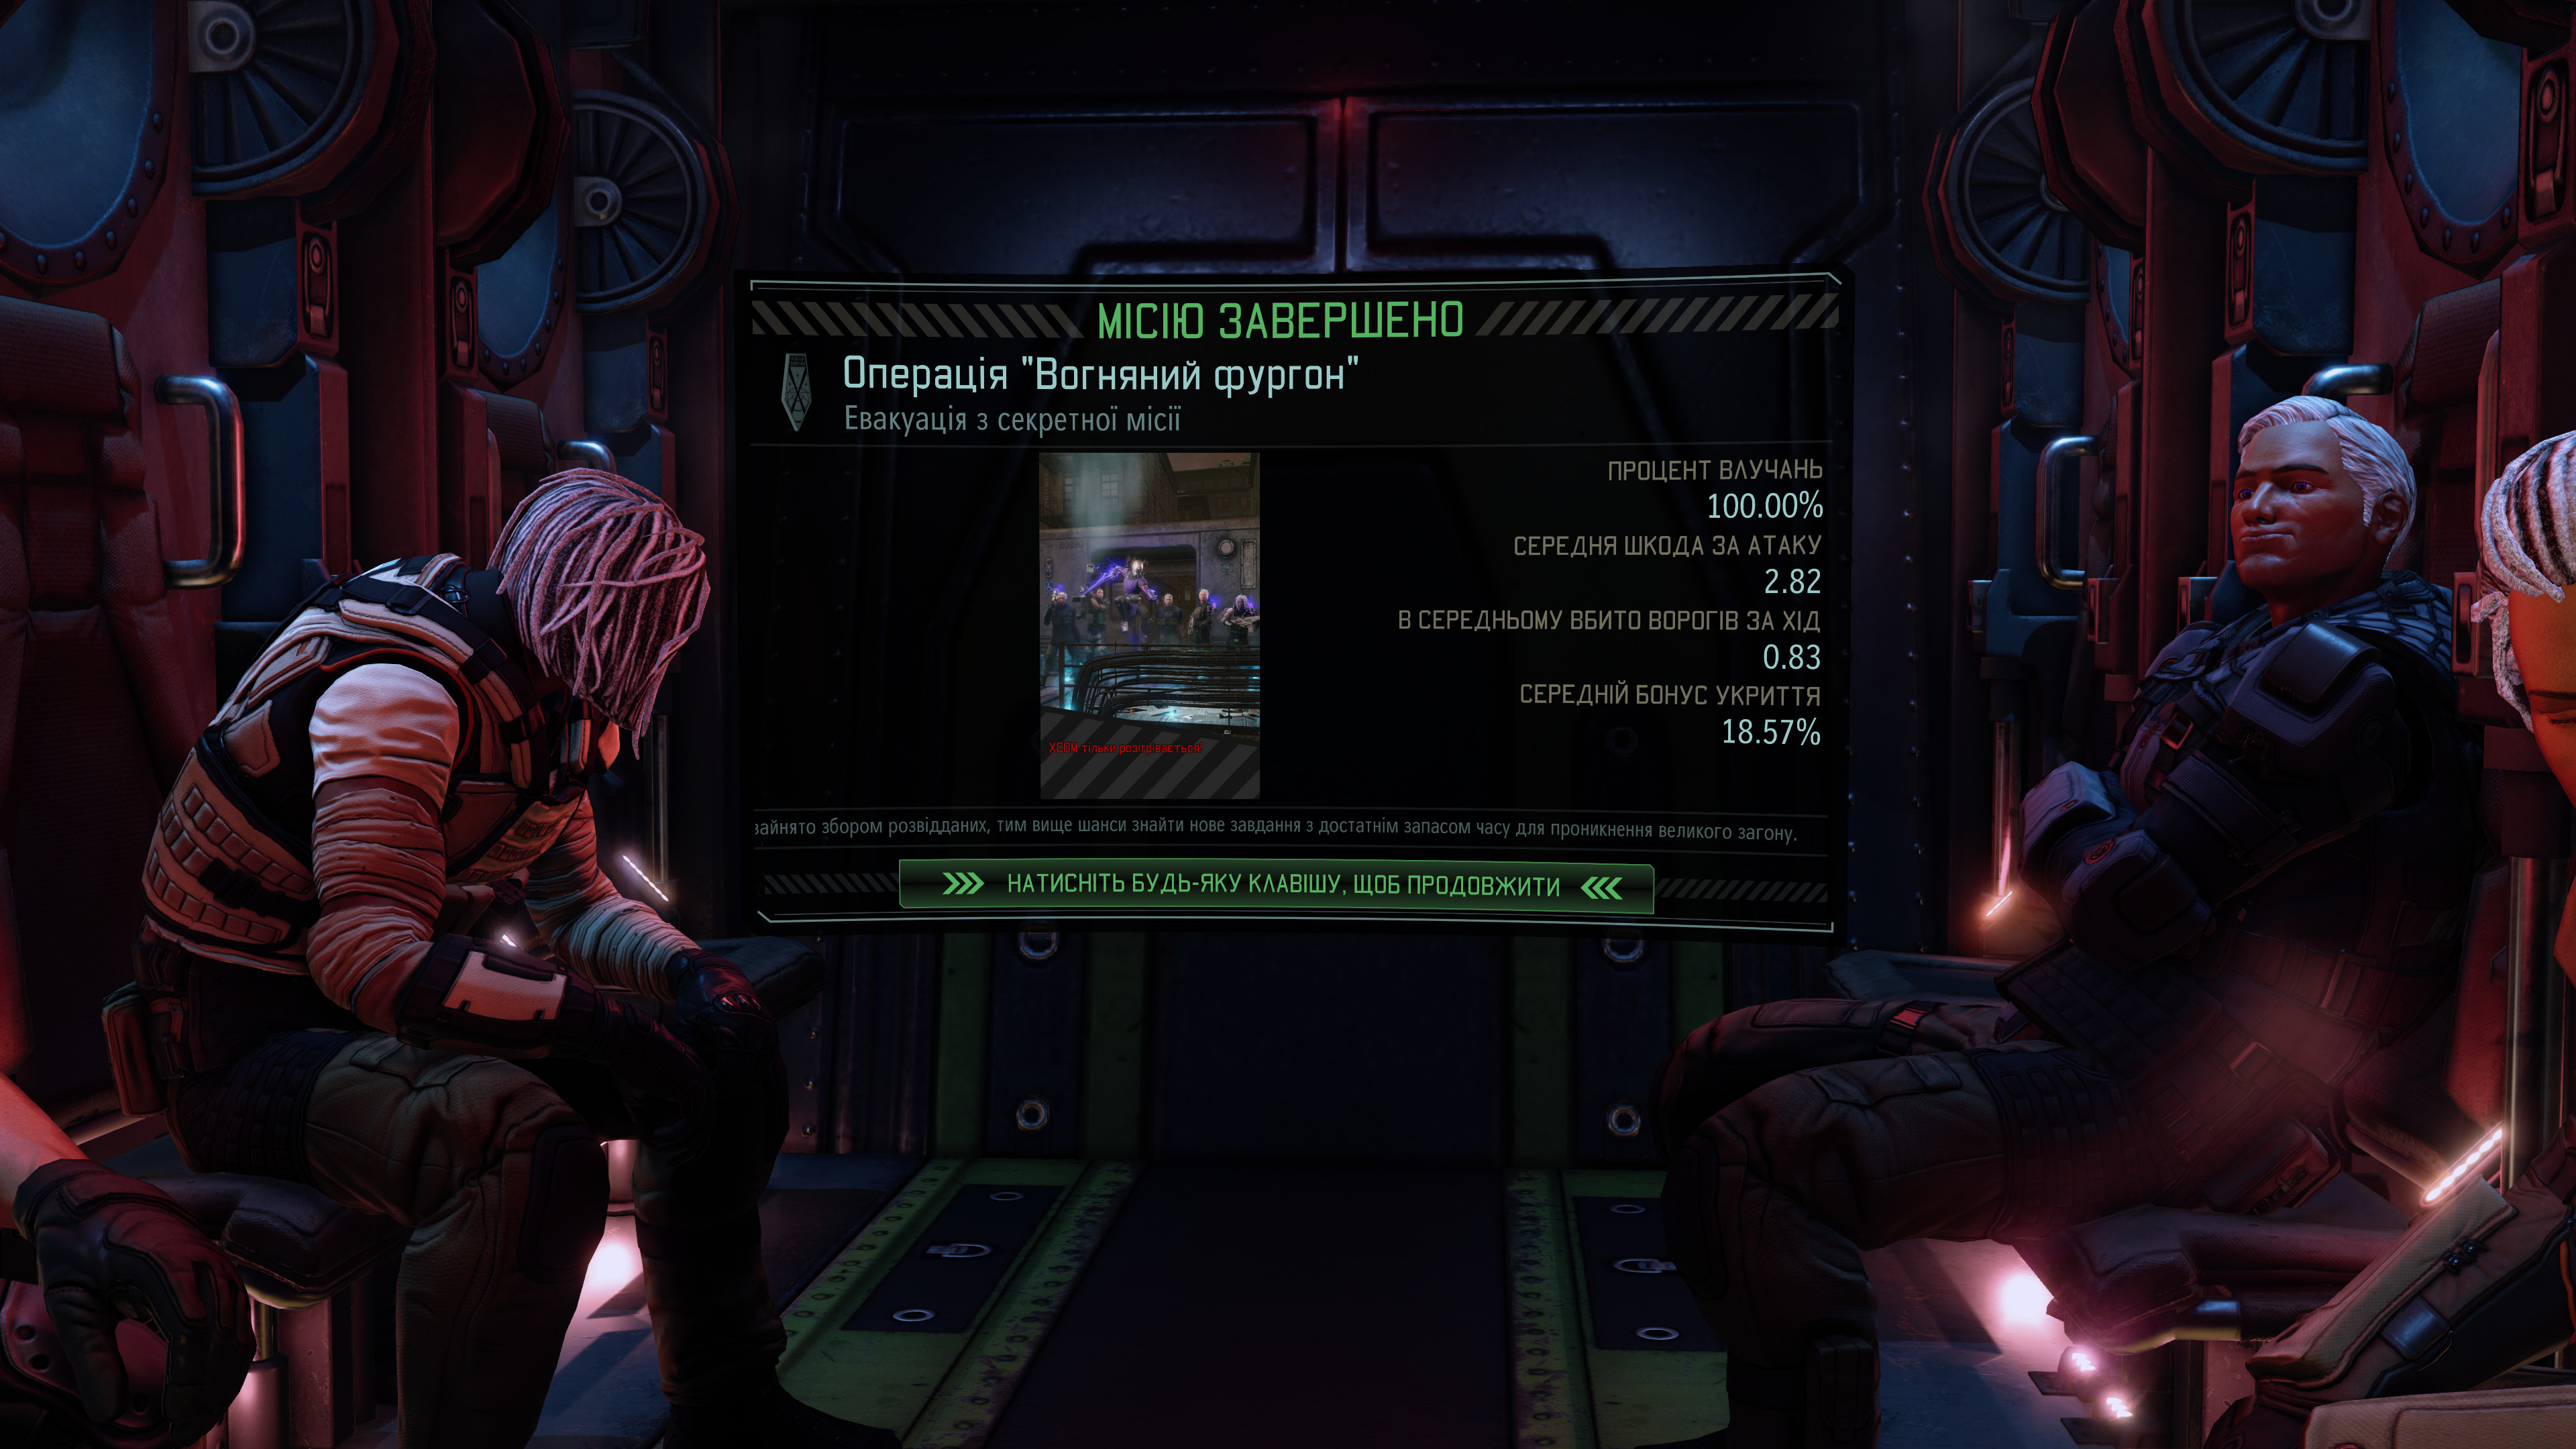 МІСІЮ ЗАВЕРШЕНО
Операція "Вогняний фургон"
Евакуація з секретної місії
ПРОЦЕНТ ВЛУЧАНЬ
100.00%
СЕРЕДНЯ ШКОДА ЗА АТАКУ
2.82
В СЕРЕДНЬОМУ ВБИТО ВОРОГІВ ЗА ХІД
0.83
СЕРЕДНІЙ БОНУС УКРИТТЯ
18.57%
XCOM тільки розігрівається!
зайнято збором розвідданих, тим вище шанси знайти нове завдання з достатнім запасом часу для проникнення великого загону.
НАТИСНІТЬ БУДЬ-ЯКУ КЛАВІШУ, ЩОБ ПРОДОВЖИТИ